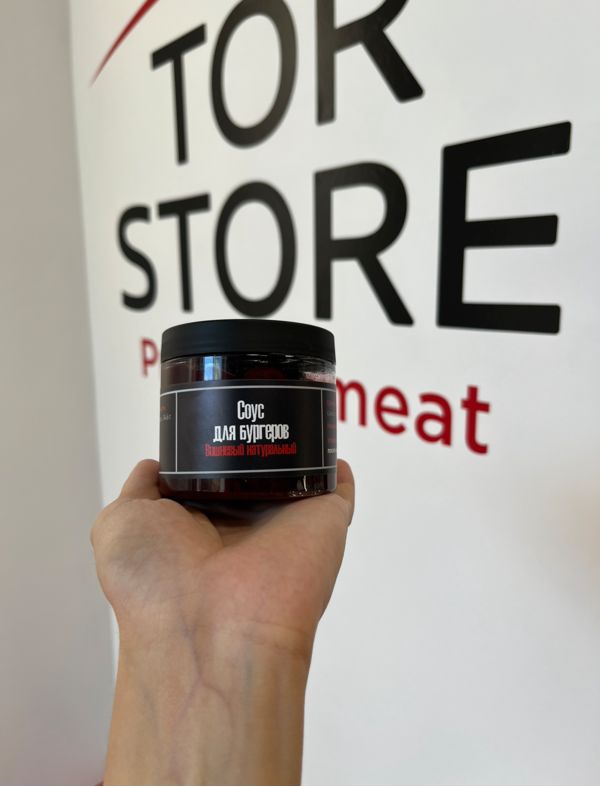 TOR
STORE
meat
Соус
для бургеров
Вишневый натуральный